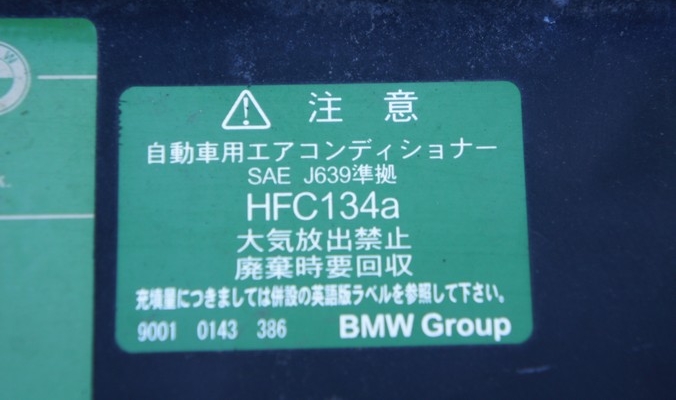 注 意
自動車用エアコンディショナー
SAE J639準拠
HFC134a
大気放出禁止
廃棄時要回収
充填量につきましては併設の英語版ラベルを参照して下さい。
9001 0143 386 BMW Group